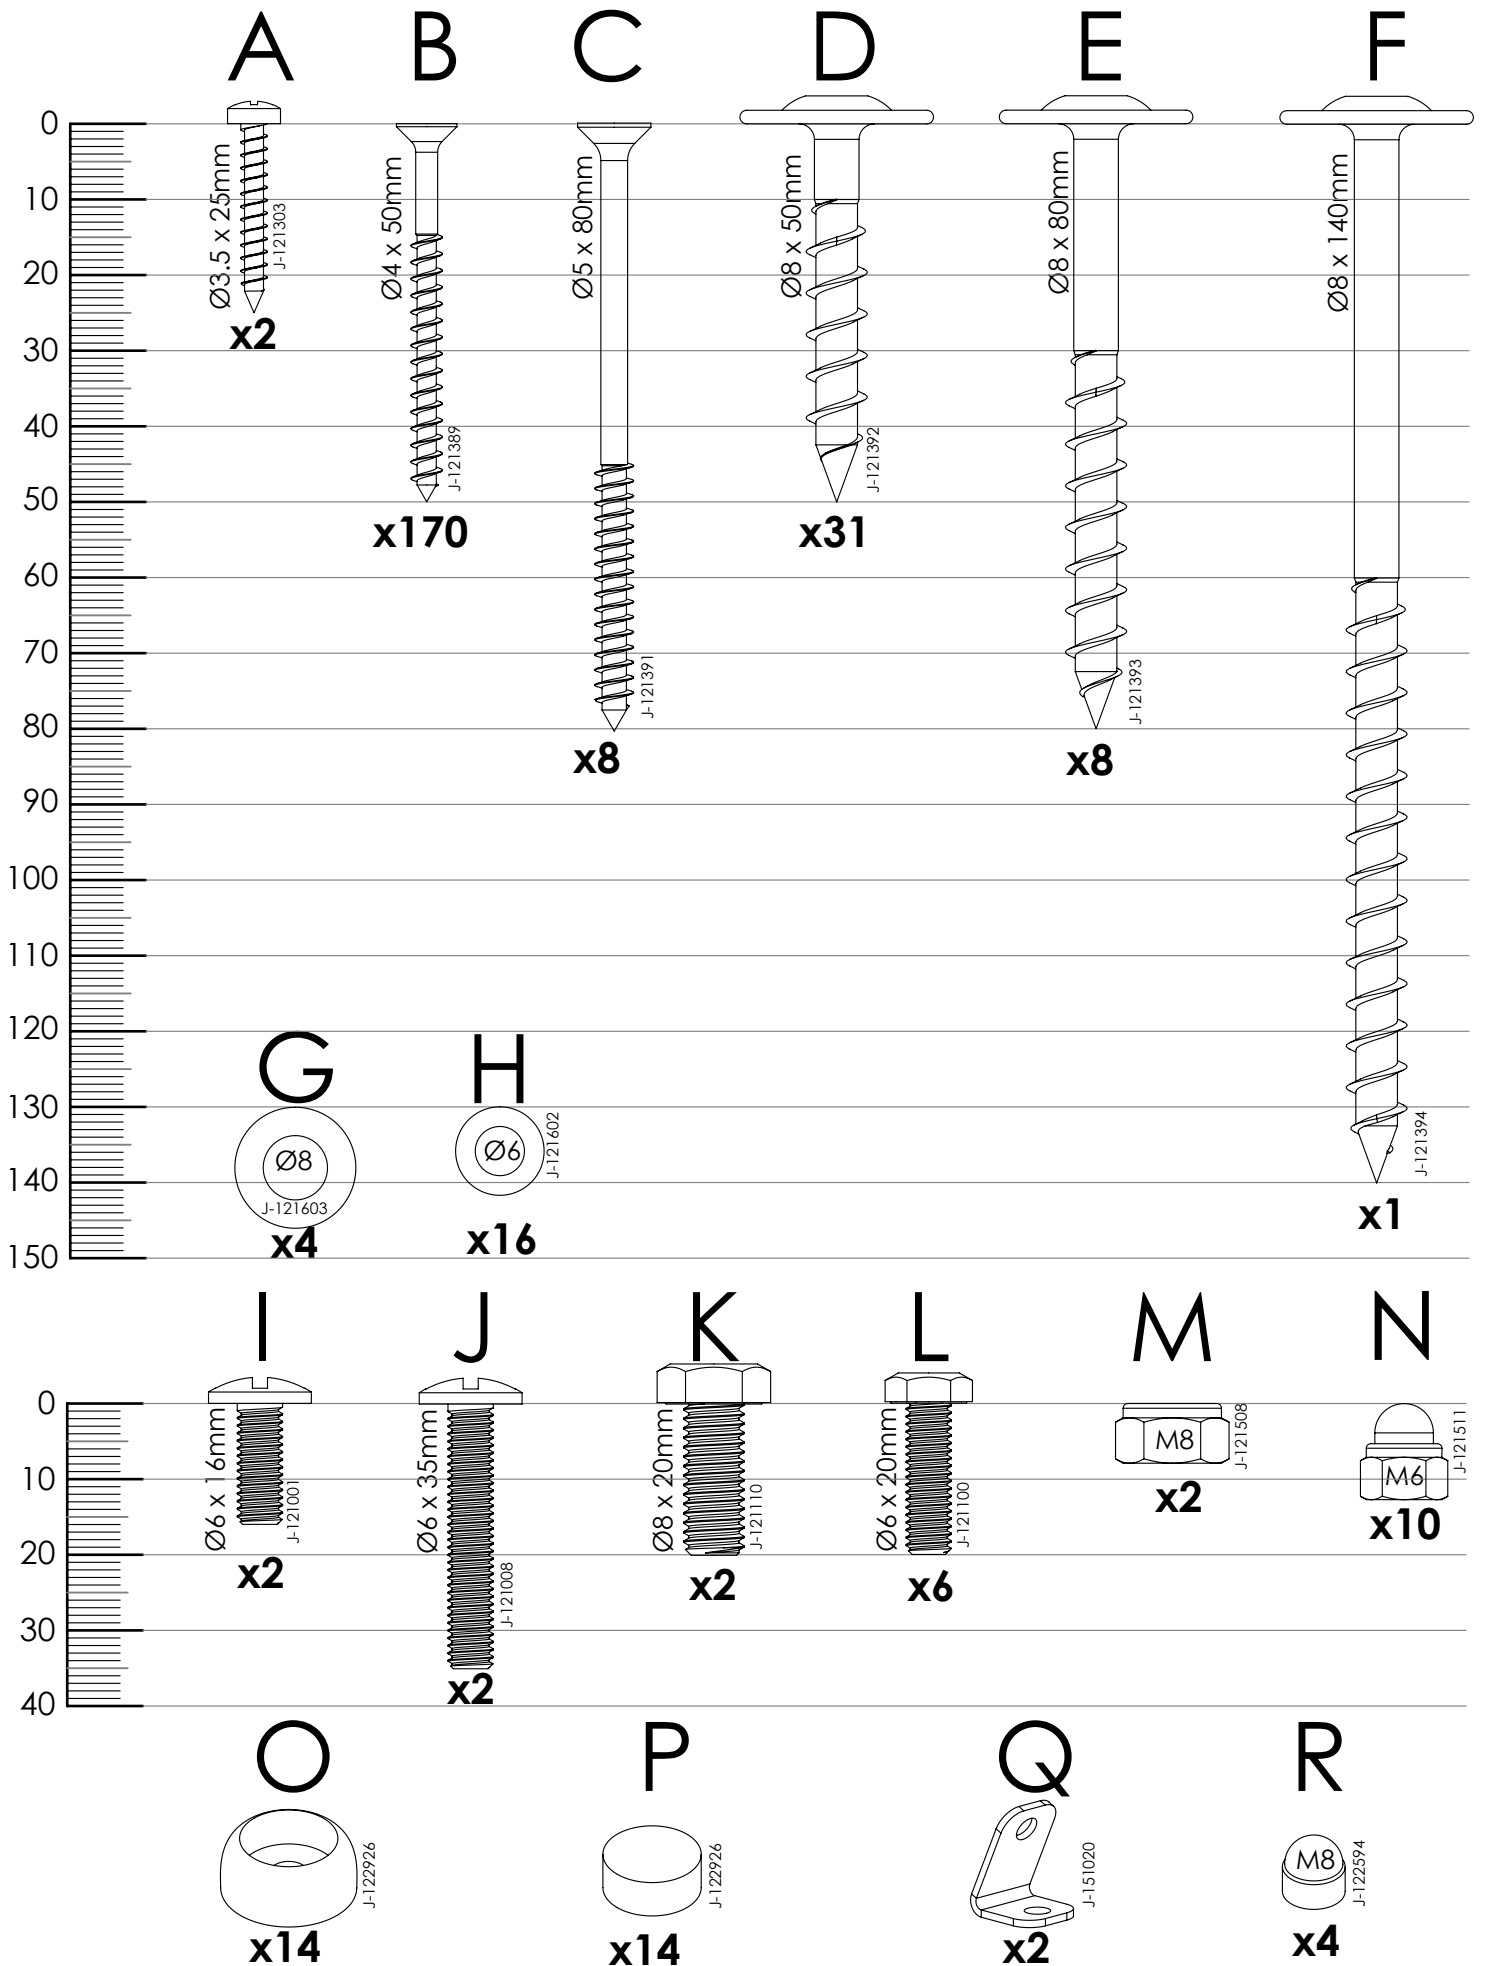 A B C D E F
0
10
20
30
40
50
60
70
80
90
100
110
120
130
140
150
Ø3.5 x 25mm
J-121303
x2
Ø4 x 50mm
J-121389
x170
Ø5 x 80mm
J-121391
x8
Ø8 x 50mm
J-121392
x31
Ø8 x 80mm
J-121393
x8
Ø8 x 140mm
J-121394
x1
G H
Ø8
J-121603
x4
Ø6
J-121602
x16
I J K L M N
0
10
20
30
40
Ø6 x 16mm
J-121001
x2
Ø6 x 35mm
J-121008
x2
Ø8 x 20mm
J-121110
x2
Ø6 x 20mm
J-121100
x6
M8
J-121508
x2
M6
J-121511
x10
O P Q R
J-122926
x14
J-122926
x14
J-151020
x2
M8
J-122594
x4